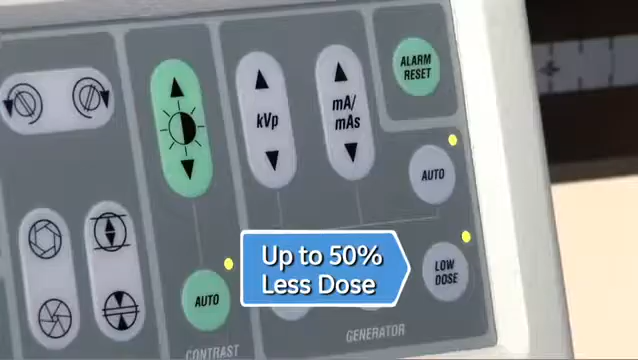 ALARM
RESET
kVp
mA/
mAs
AUTO
Up to 50%
Less Dose
LOW
DOSE
AUTO
GENERATOR
CONTRAST